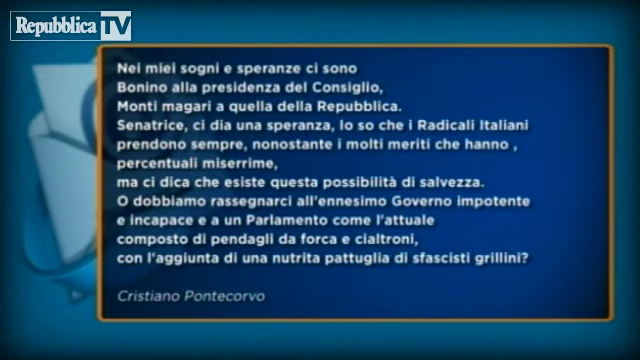 Repubblica TV
Nei miei sogni e speranze ci sono
Bonino alla presidenza del Consiglio,
Monti magari a quella della Repubblica.
Senatrice, ci dia una speranza, lo so che i Radicali Italiani
prendono sempre, nonostante i molti meriti che hanno ,
percentuali miserrime,
ma ci dica che esiste questa possibilità di salvezza.
O dobbiamo rassegnarci all'ennesimo Governo impotente
e incapace e a un Parlamento come l'attuale
composto di pendagli da forca e cialtroni,
con l'aggiunta di una nutrita pattuglia di sfascisti grillini?
Cristiano Pontecorvo